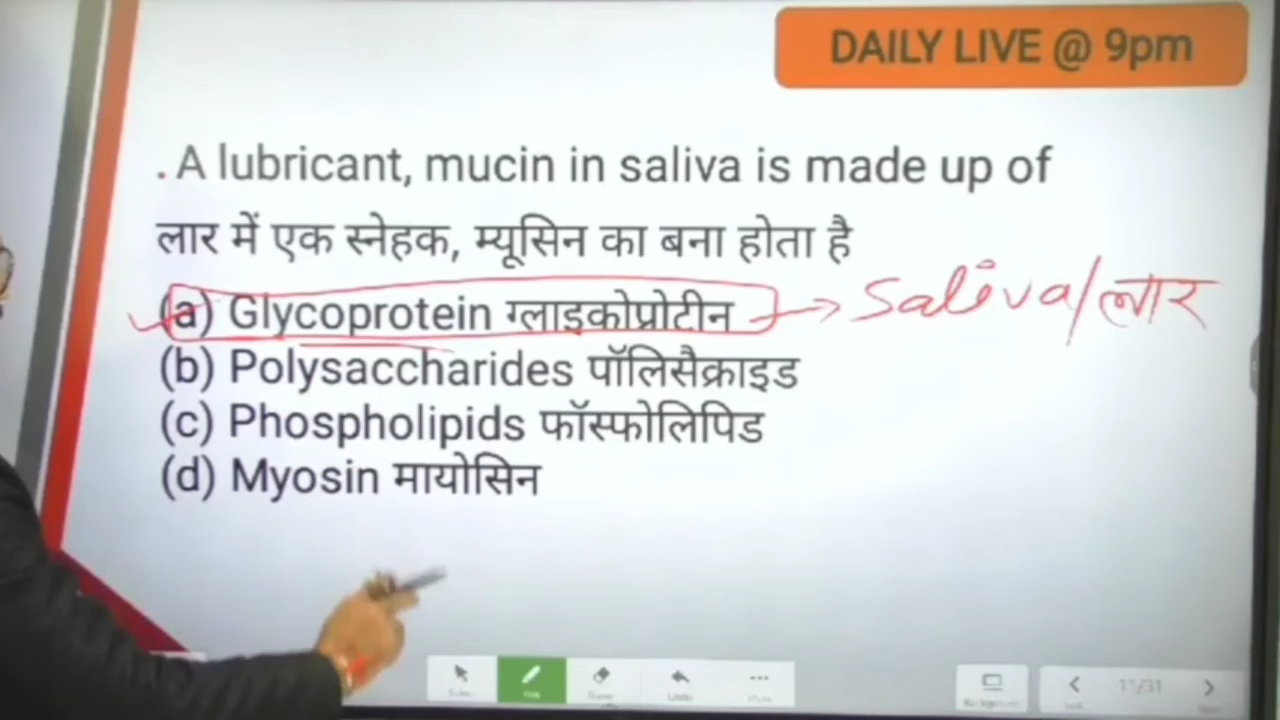 DAILY LIVE @ 9pm
. A lubricant, mucin in saliva is made up of
लार में एक स्नेहक, म्यूसिन का बना होता है
(a) Glycoprotein ग्लाइकोप्रोटीन → Saliva/लार
(b) Polysaccharides पॉलिसैक्राइड
(c) Phospholipids फॉस्फोलिपिड
(d) Myosin मायोसिन
11/31